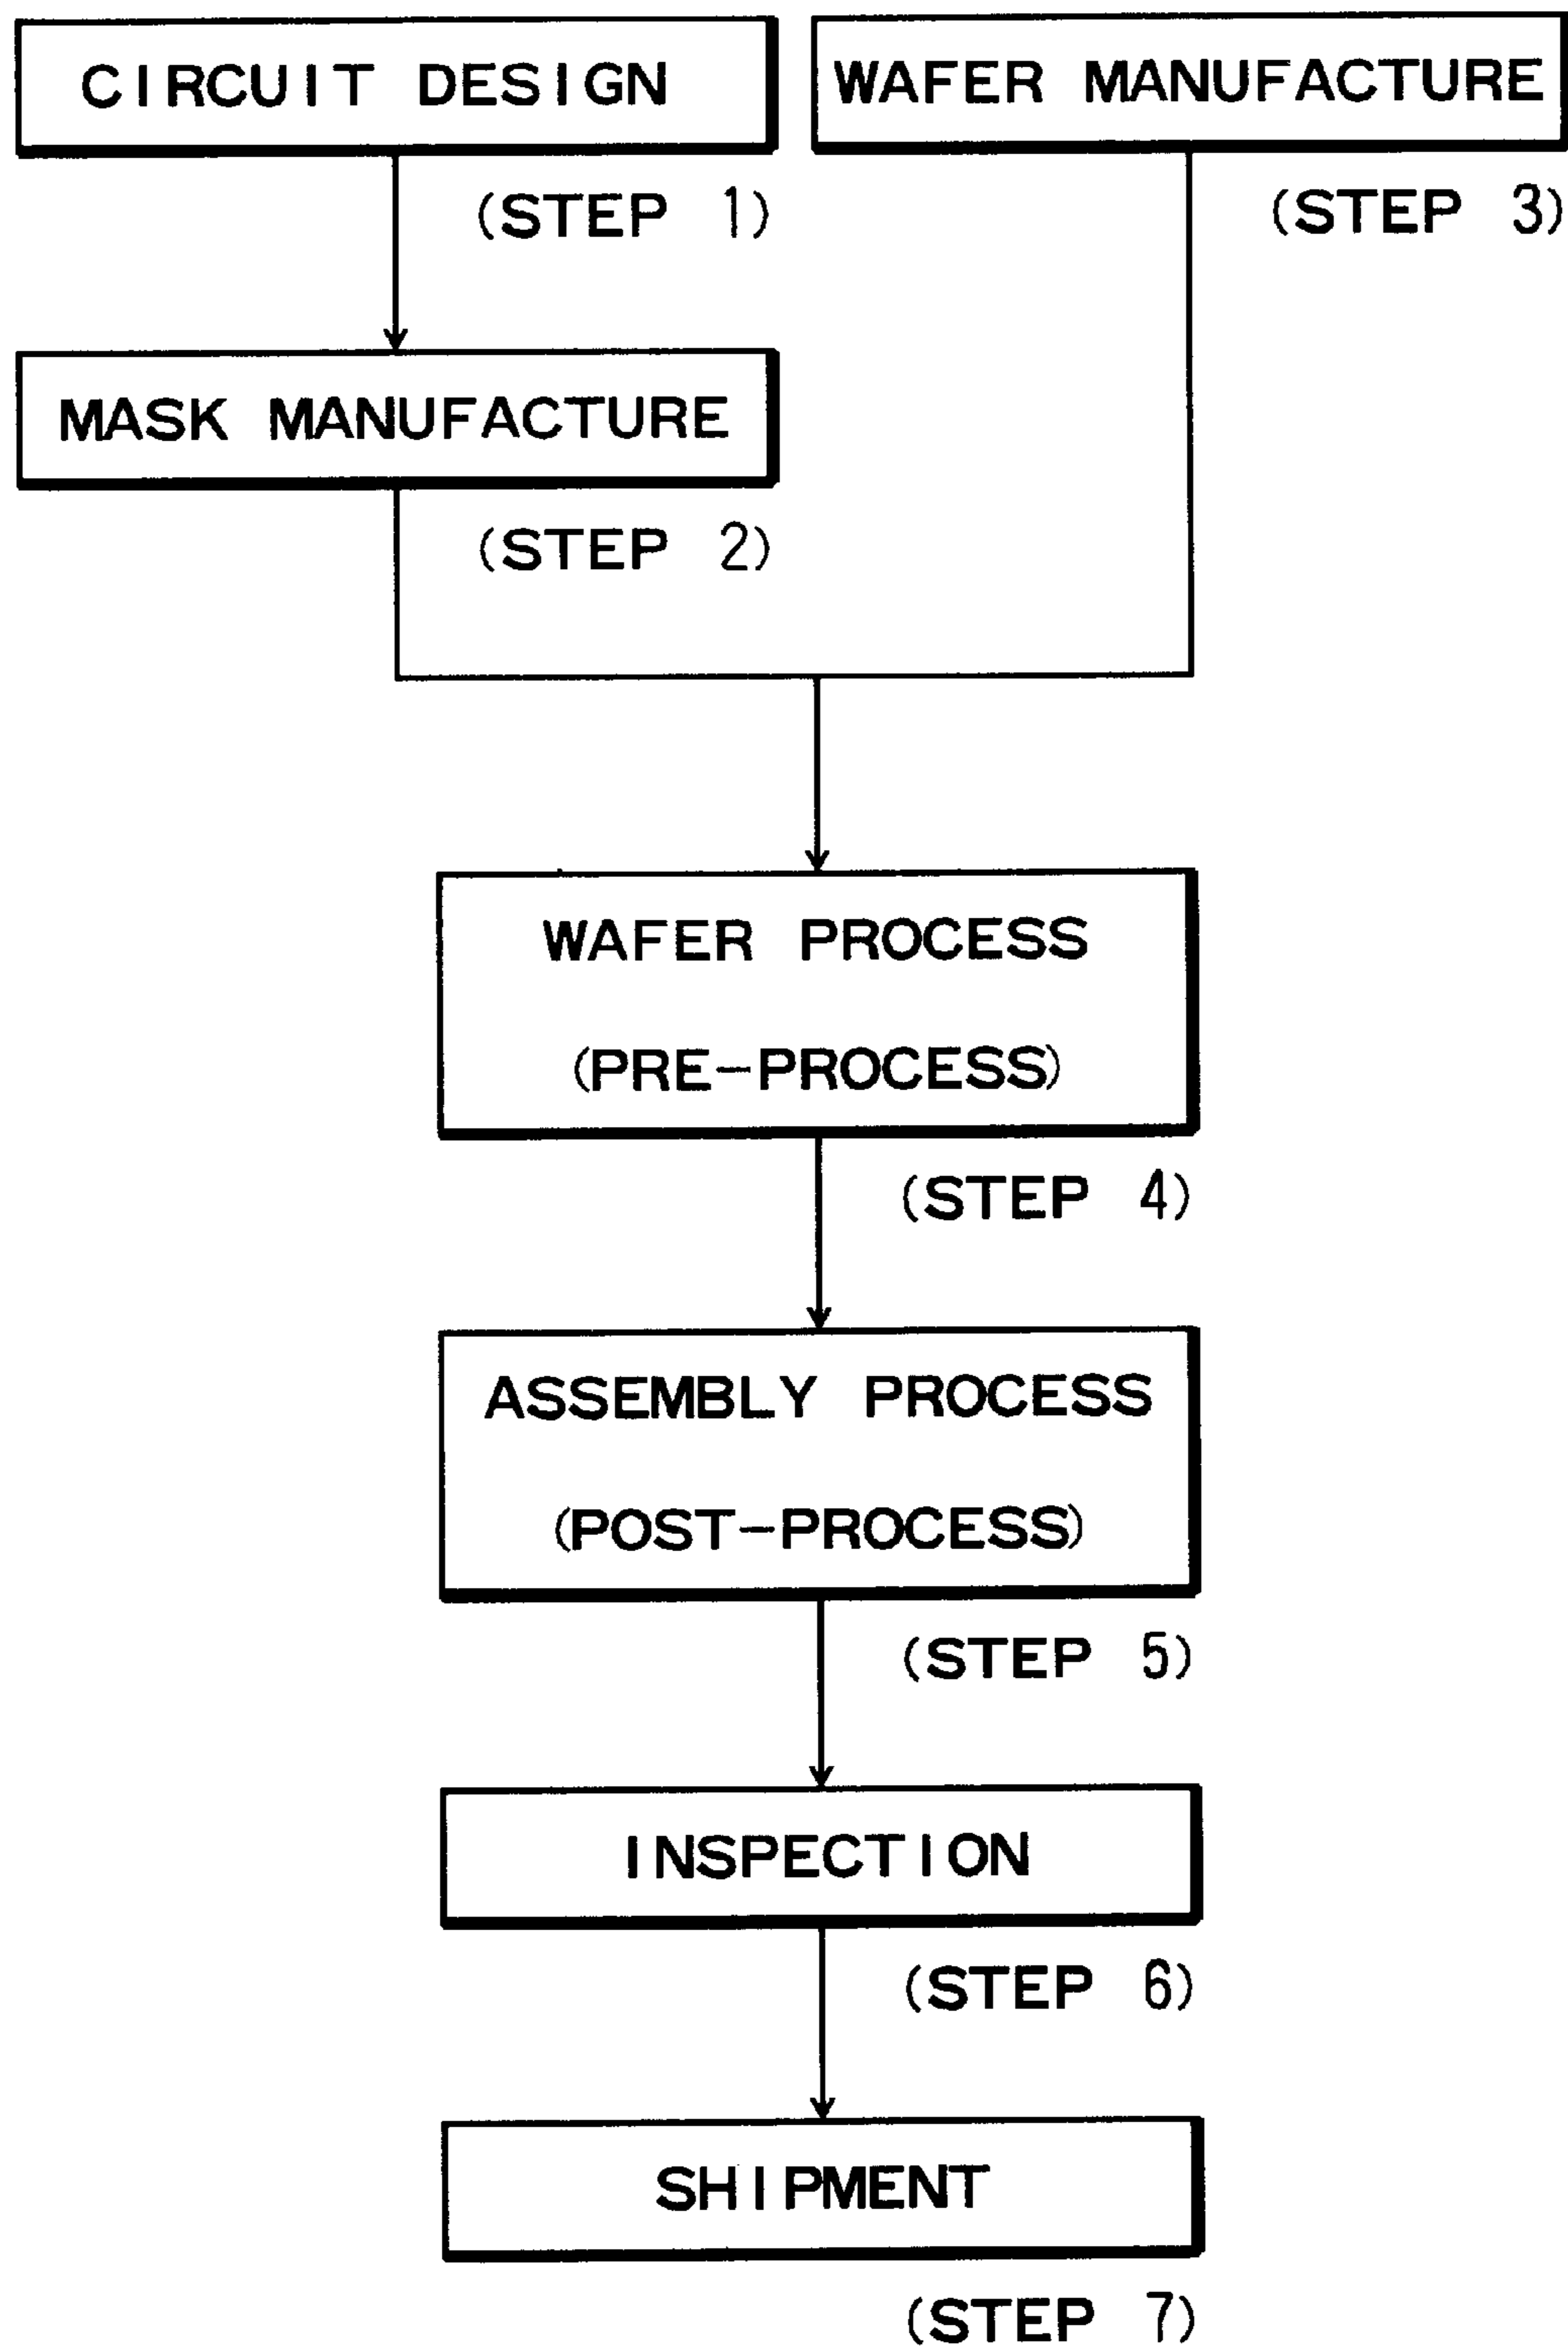 CIRCUIT DESIGN
WAFER MANUFACTURE
(STEP 1)
(STEP 3)
MASK MANUFACTURE
(STEP 2)
WAFER PROCESS
(PRE-PROCESS)
(STEP 4)
ASSEMBLY PROCESS
(POST-PROCESS)
(STEP 5)
INSPECTION
(STEP 6)
SHIPMENT
(STEP 7)